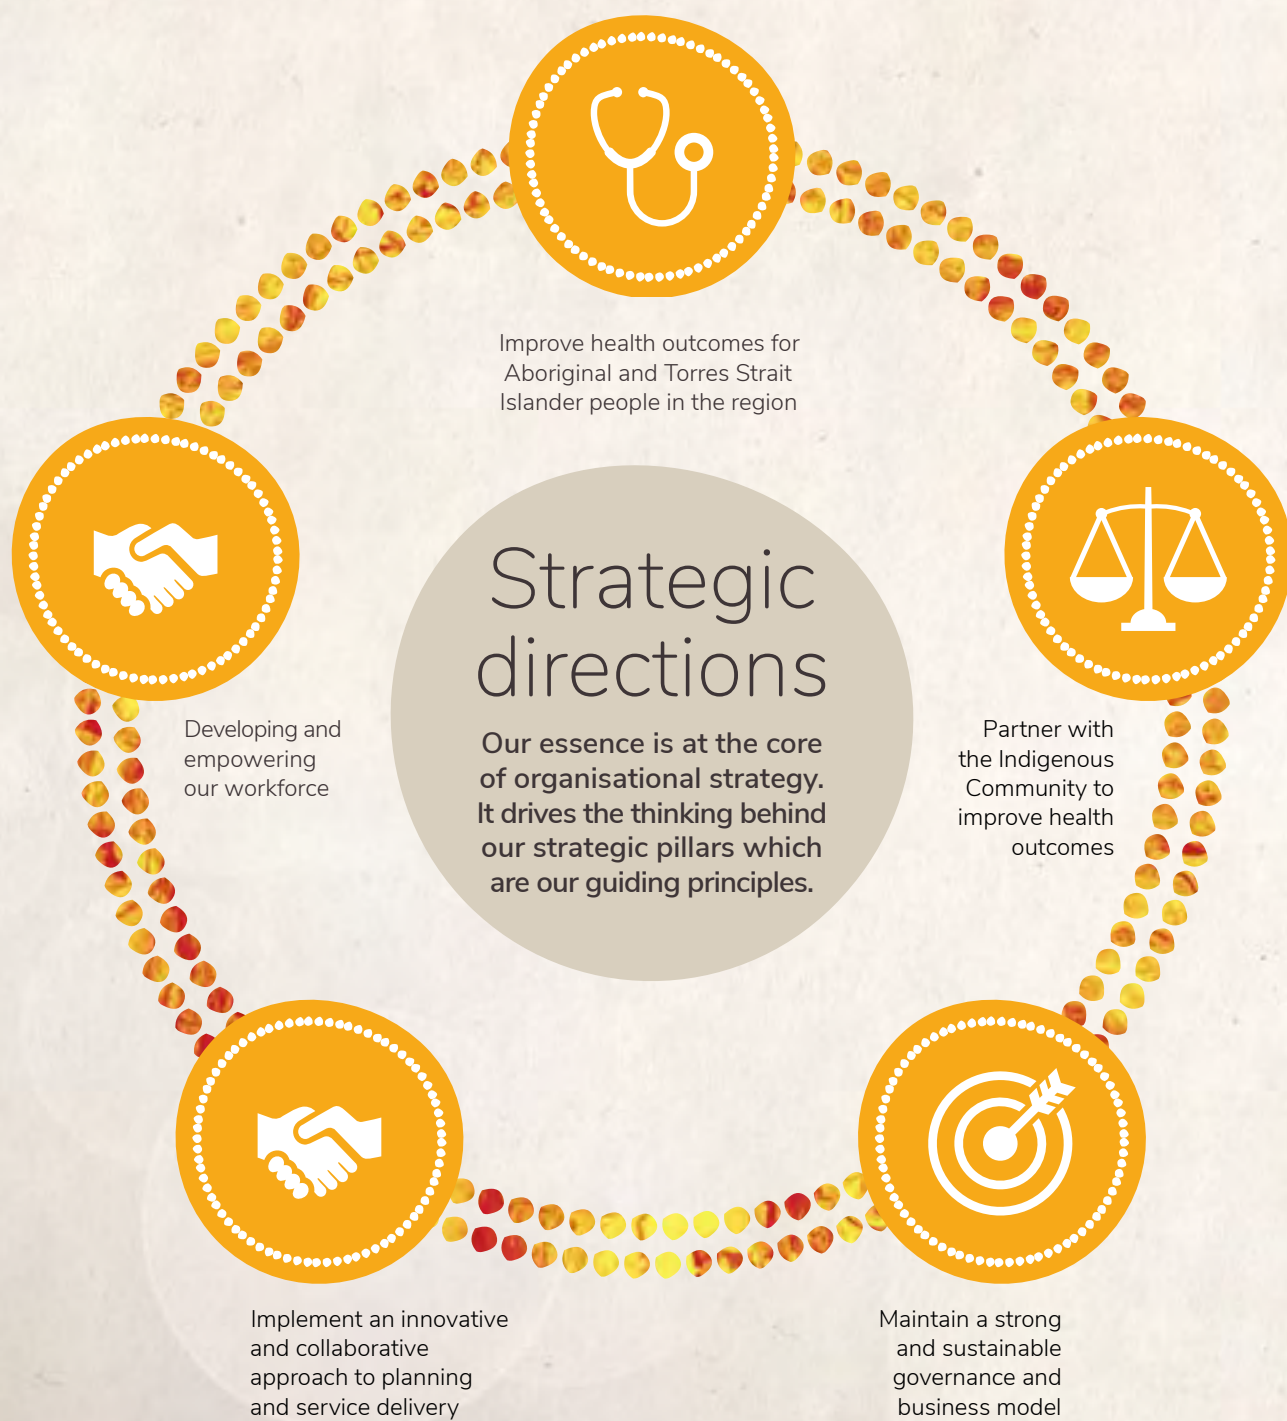 Improve health outcomes for
Aboriginal and Torres Strait
Islander people in the region
Strategic
directions
Our essence is at the core
of organisational strategy.
It drives the thinking behind
our strategic pillars which
are our guiding principles.
Developing and
empowering
our workforce
Partner with
the Indigenous
Community to
improve health
outcomes
Implement an innovative
and collaborative
approach to planning
and service delivery
Maintain a strong
and sustainable
governance and
business model